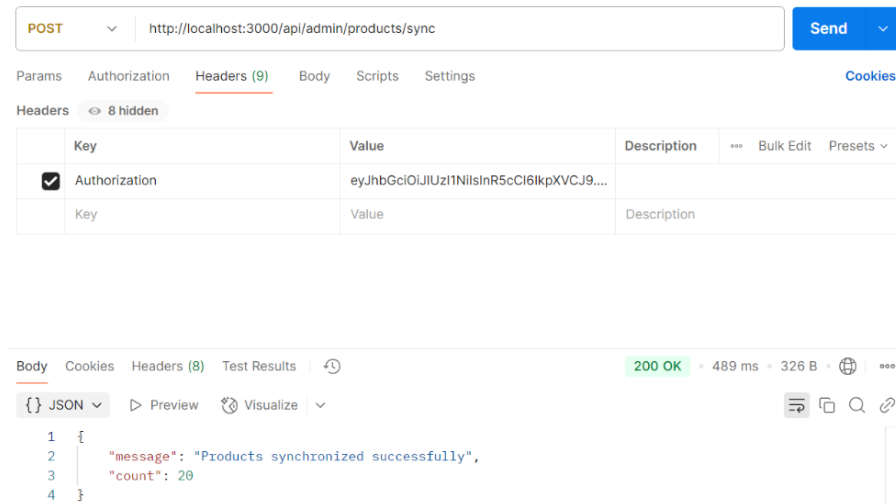 POST http://localhost:3000/api/admin/products/sync Send
Params Authorization Headers (9) Body Scripts Settings Cookies
Headers 8 hidden
Key Value Description Bulk Edit Presets
Authorization eyJhbGciOiJIUzI1NiIsInR5cCI6IkpXVCJ9....
Key Value Description
Body Cookies Headers (8) Test Results 200 OK 489 ms 326 B
{} JSON Preview Visualize
1 {
2 "message": "Products synchronized successfully",
3 "count": 20
4 }